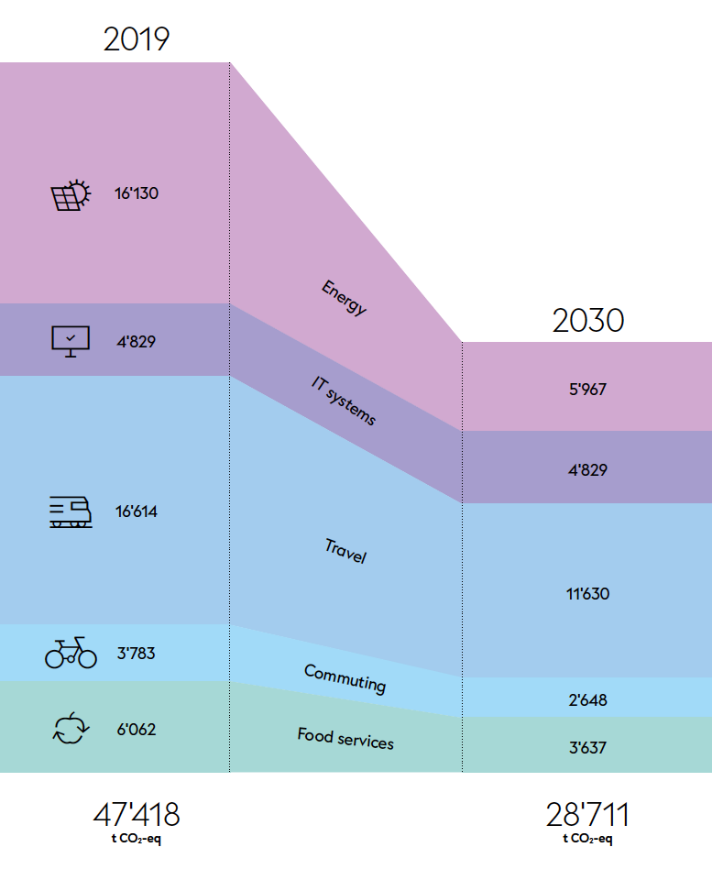 2019
16'130
Energy
2030
4'829
IT systems
5'967
4'829
16'614
Travel
11'630
3'783
Commuting
2'648
6'062
Food services
3'637
47'418
t CO₂-eq
28'711
t CO₂-eq